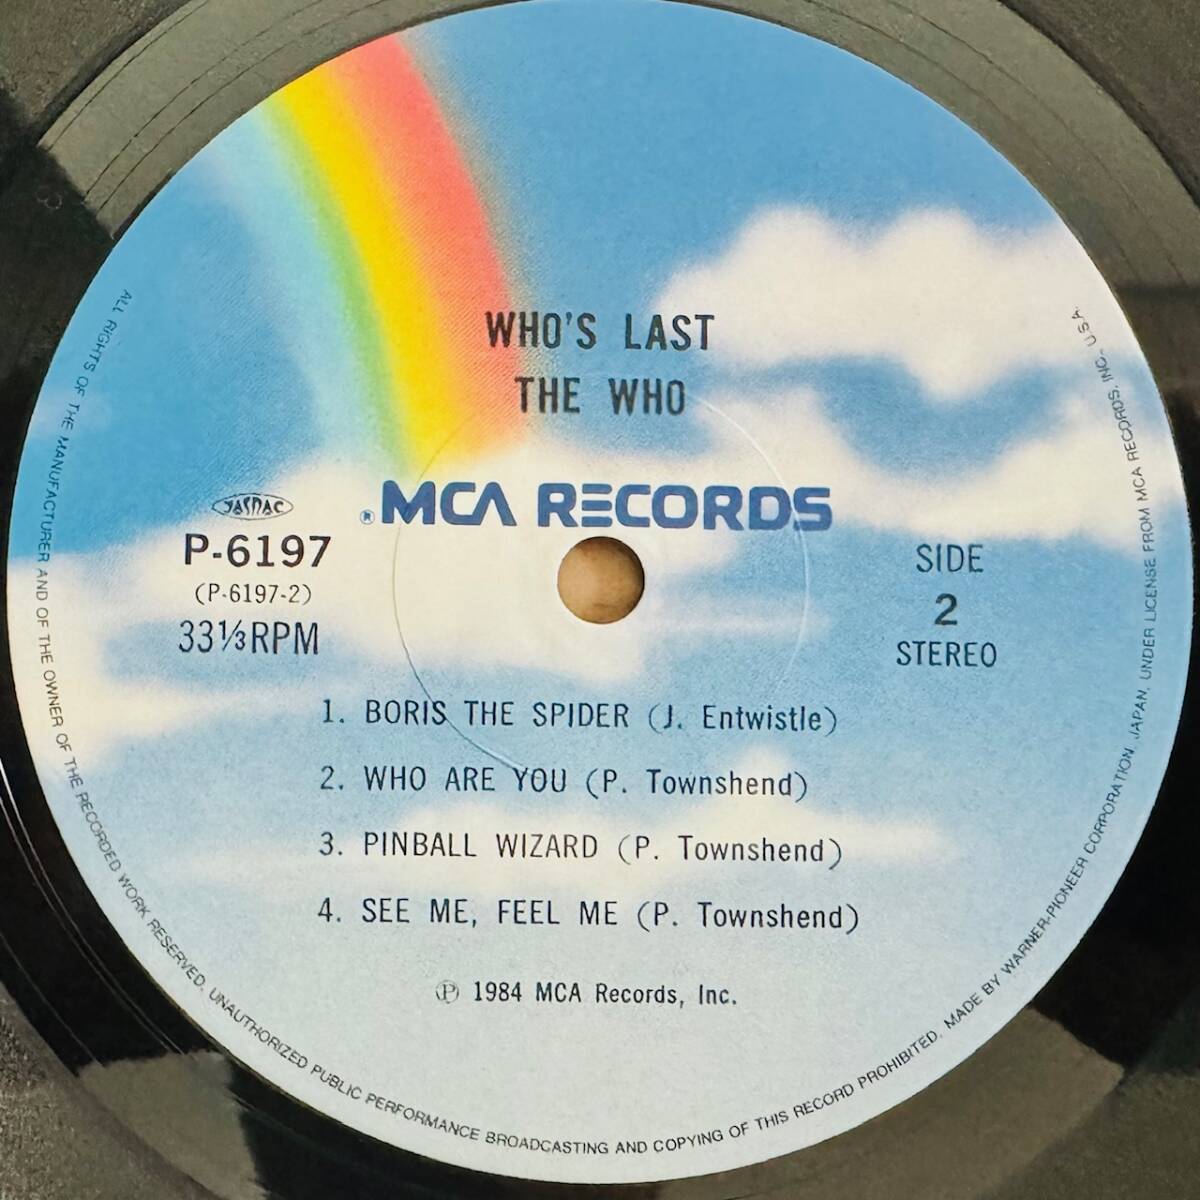 WHO'S LAST
THE WHO
® MCA RECORDS
JASRAC
P-6197
(P-6197-2)
33⅓RPM
SIDE
2
STEREO
1. BORIS THE SPIDER (J. Entwistle)
2. WHO ARE YOU (P. Townshend)
3. PINBALL WIZARD (P. Townshend)
4. SEE ME, FEEL ME (P. Townshend)
Ⓟ 1984 MCA Records, Inc.
ALL RIGHTS OF THE MANUFACTURER AND OF THE OWNER OF THE RECORDED WORK RESERVED. UNAUTHORIZED PUBLIC PERFORMANCE BROADCASTING AND COPYING OF THIS RECORD PROHIBITED. MADE BY WARNER-PIONEER CORPORATION, JAPAN, UNDER LICENSE FROM MCA RECORDS, INC., U.S.A.